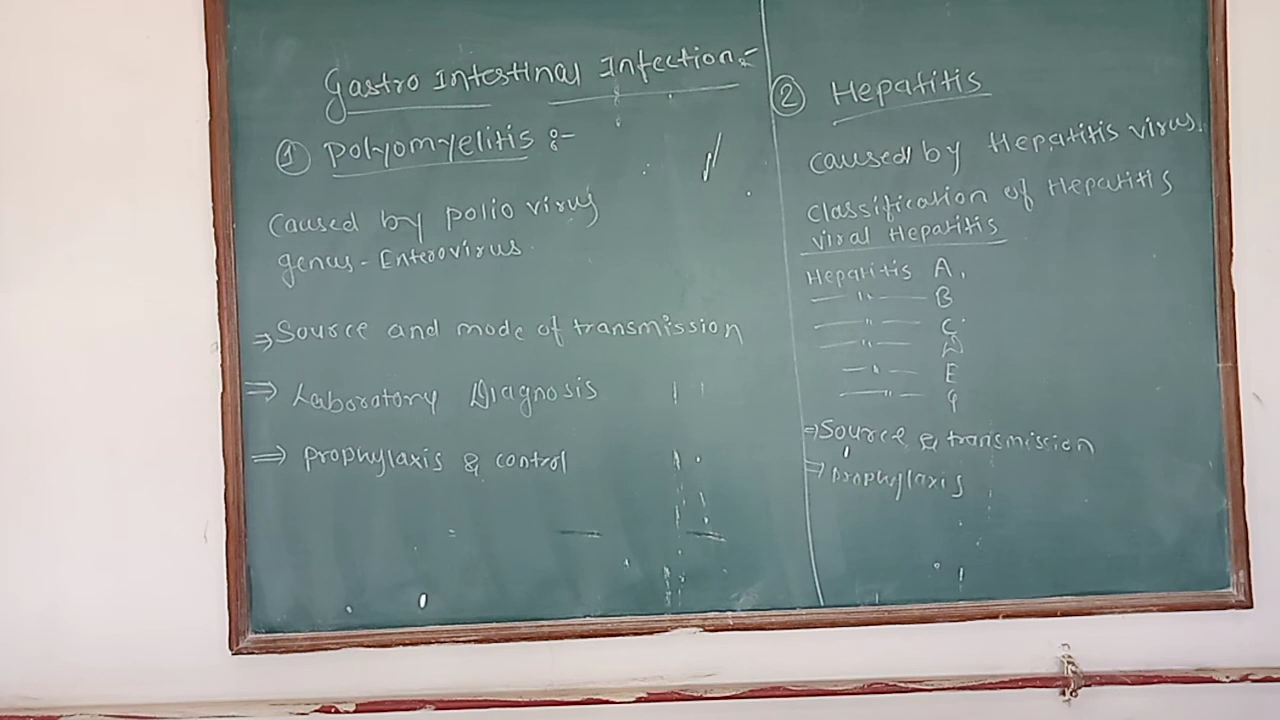 Gastro Intestinal Infection:-
① Polyomyelitis :-
Caused by polio virus
genus - Enterovirus.
⇒ Source and mode of transmission
⇒ Laboratory Diagnosis
⇒ prophylaxis & control
② Hepatitis
Caused by Hepatitis virus.
Classification of Hepatitis
viral Hepatitis
Hepatitis A.
—— " —— B
—— " —— C.
—— " —— D
—— " —— E
—— " —— G
⇒ Source & transmission
⇒ prophylaxis